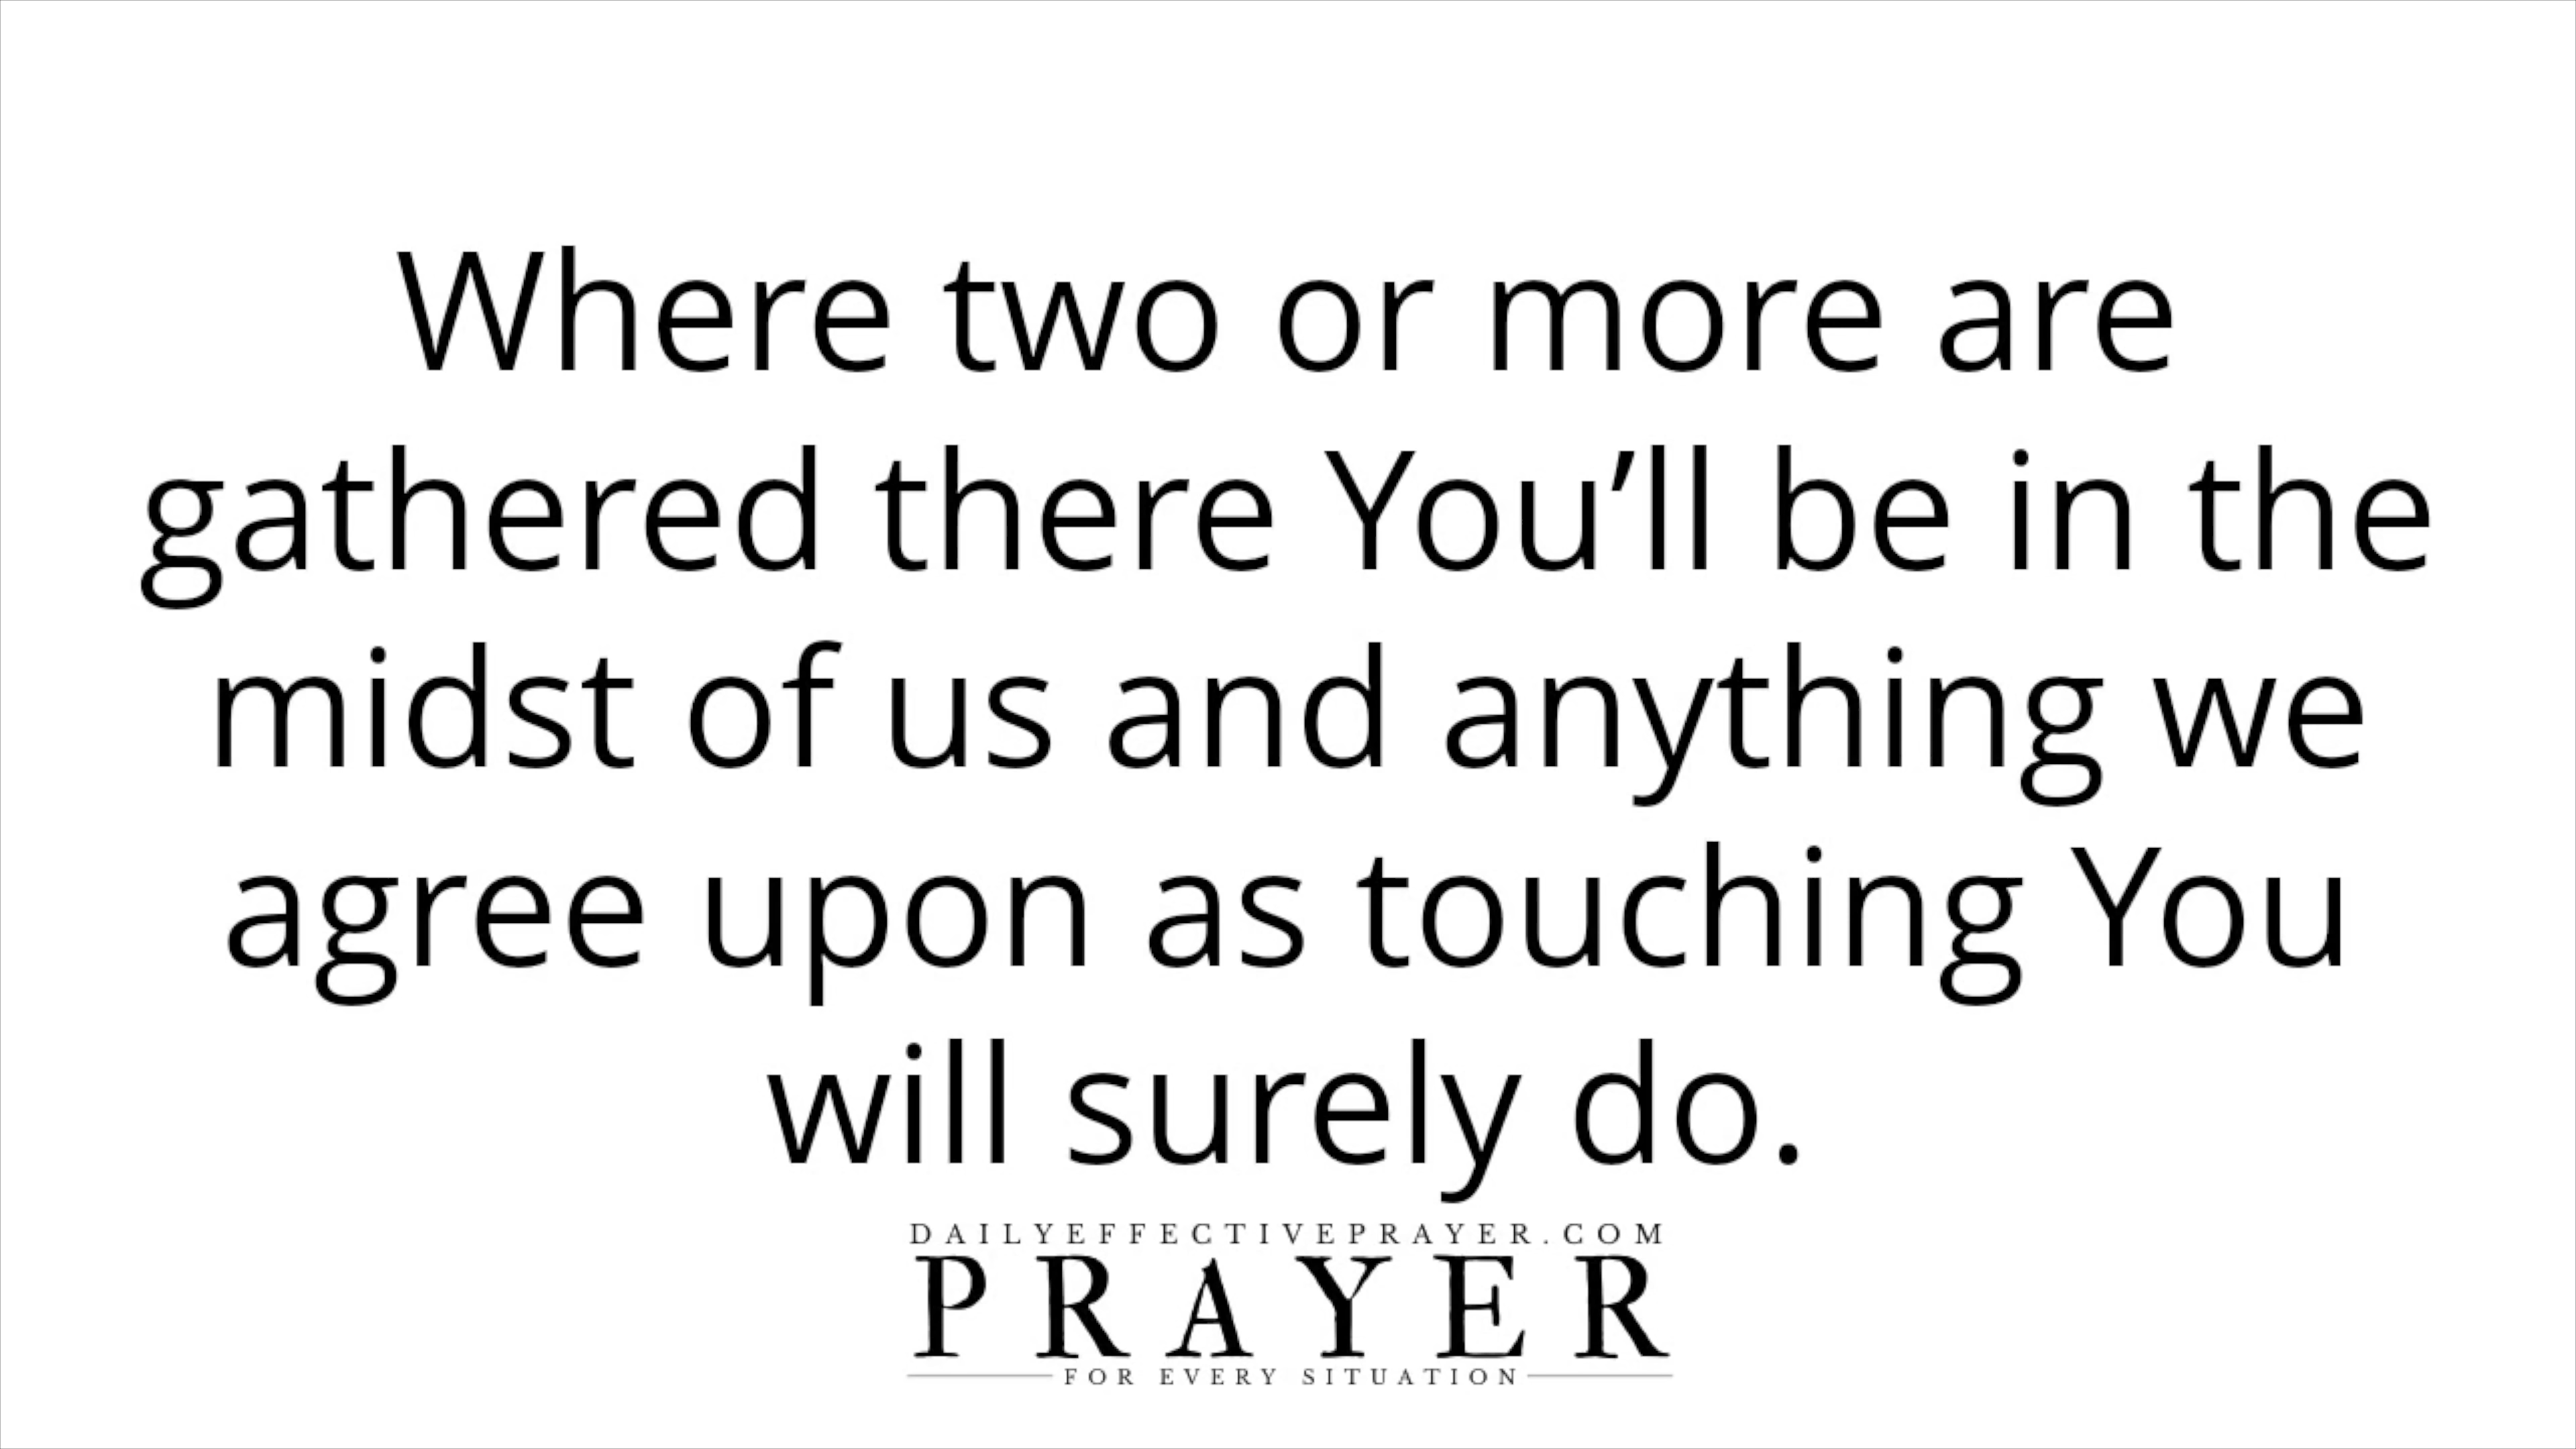 Where two or more are
gathered there You’ll be in the
midst of us and anything we
agree upon as touching You
will surely do.
DAILYEFFECTIVEPRAYER.COM
PRAYER
FOR EVERY SITUATION